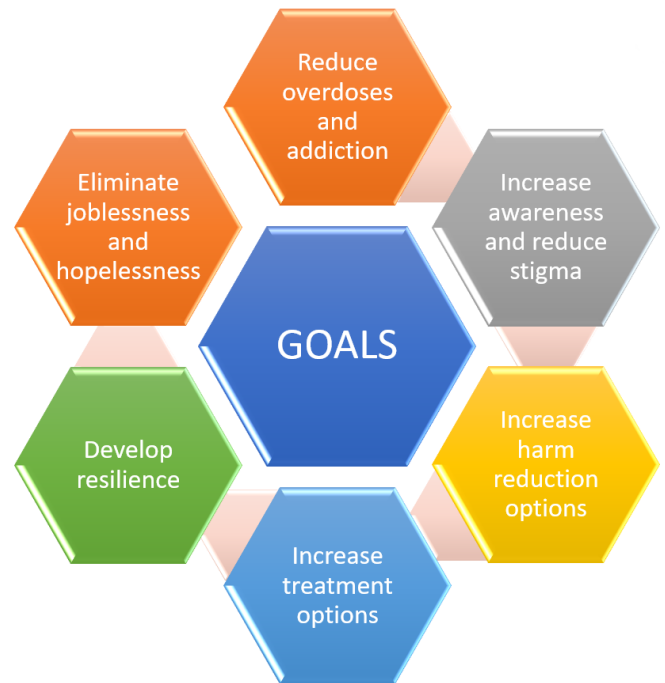 Reduce
overdoses
and
addiction
Increase
awareness
and reduce
stigma
Increase
harm
reduction
options
Increase
treatment
options
Develop
resilience
Eliminate
joblessness
and
hopelessness
GOALS